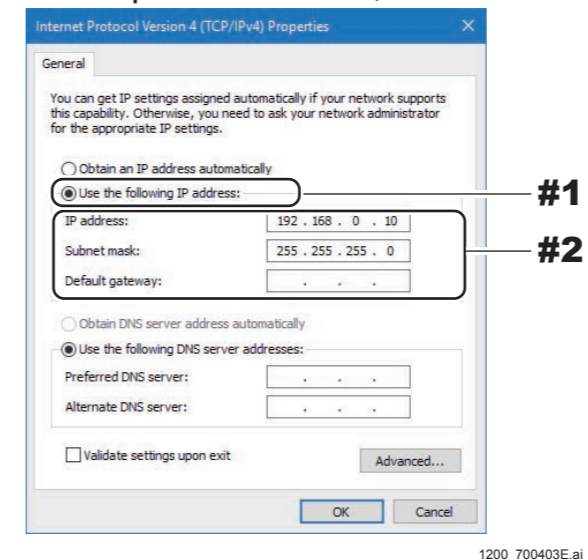 Internet Protocol Version 4 (TCP/IPv4) Properties
General
You can get IP settings assigned automatically if your network supports
this capability. Otherwise, you need to ask your network administrator
for the appropriate IP settings.
Obtain an IP address automatically
Use the following IP address:
#1
IP address: 192 . 168 . 0 . 10
#2
Subnet mask: 255 . 255 . 255 . 0
Default gateway: . . .
Obtain DNS server address automatically
Use the following DNS server addresses:
Preferred DNS server: . . .
Alternate DNS server: . . .
Validate settings upon exit
Advanced...
OK Cancel
1200_700403E.ai